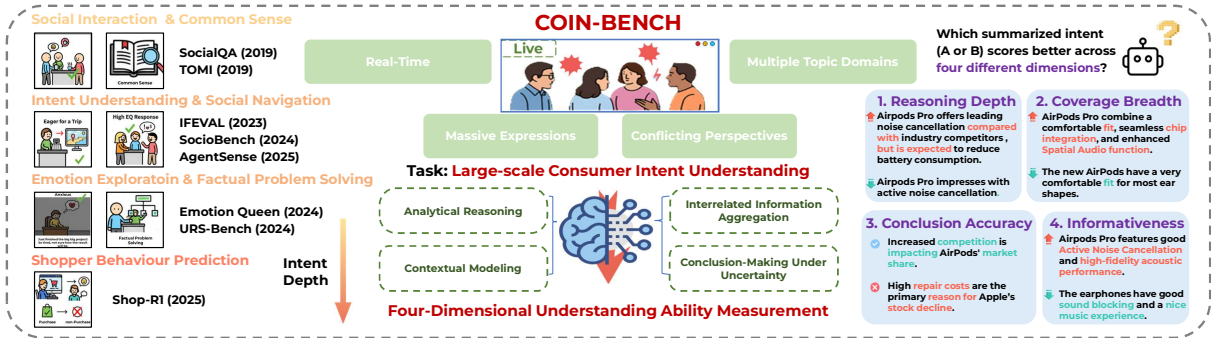 Social Interaction & Common Sense
Common Sense
SocialQA (2019)
TOMI (2019)
Intent Understanding & Social Navigation
Eager for a Trip
High EQ Response
IFEVAL (2023)
SocioBench (2024)
AgentSense (2025)
Emotion Exploratoin & Factual Problem Solving
Anxious
Factual Problem
Solving
Emotion Queen (2024)
URS-Bench (2024)
Shopper Behaviour Prediction
Purchase
non-Purchase
Shop-R1 (2025)
Intent
Depth
COIN-BENCH
Real-Time
Live
Multiple Topic Domains
Massive Expressions
Conflicting Perspectives
Task: Large-scale Consumer Intent Understanding
Analytical Reasoning
Interrelated Information
Aggregation
Contextual Modeling
Conclusion-Making Under
Uncertainty
Four-Dimensional Understanding Ability Measurement
Which summarized intent
(A or B) scores better across
four different dimensions?
?
1. Reasoning Depth
Airpods Pro offers leading
noise cancellation compared
with industry competitors ,
but is expected to reduce
battery consumption.
Airpods Pro impresses with
active noise cancellation.
2. Coverage Breadth
AirPods Pro combine a
comfortable fit, seamless chip
integration, and enhanced
Spatial Audio function.
The new AirPods have a very
comfortable fit for most ear
shapes.
3. Conclusion Accuracy
Increased competition is
impacting AirPods' market
share.
High repair costs are the
primary reason for Apple's
stock decline.
4. Informativeness
Airpods Pro features good
Active Noise Cancellation
and high-fidelity acoustic
performance.
The earphones have good
sound blocking and a nice
music experience.